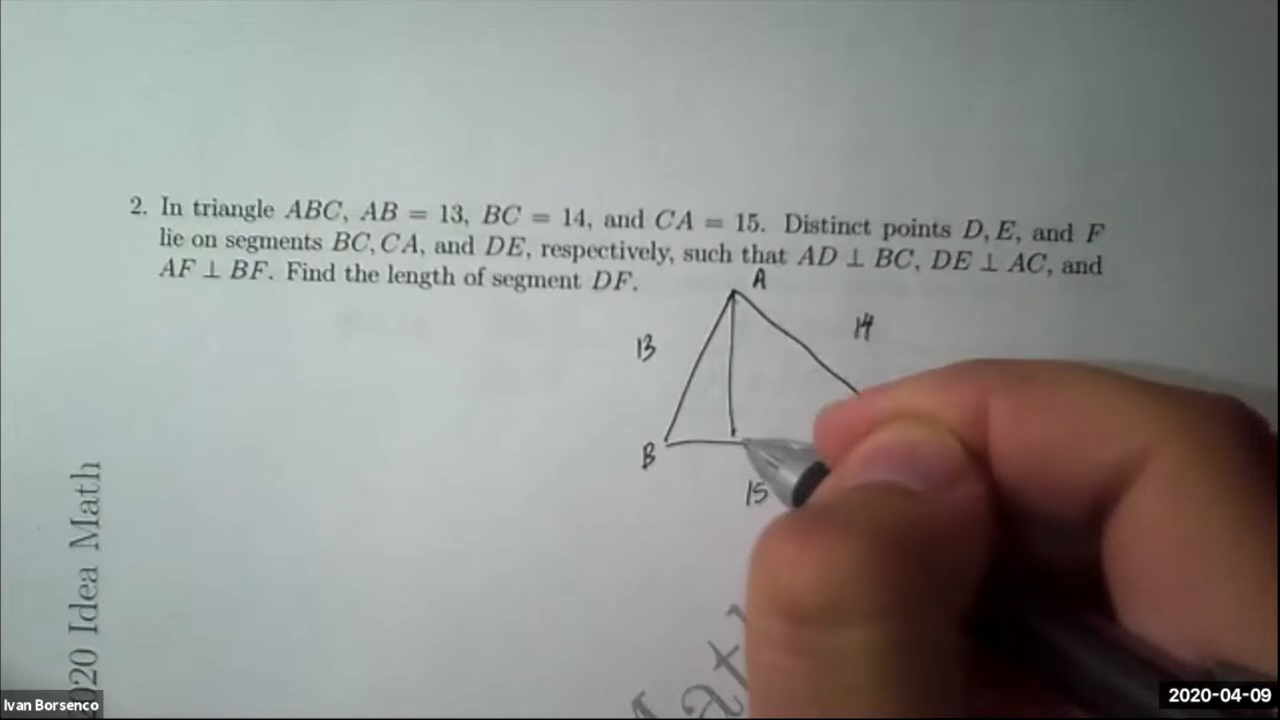 2. In triangle ABC, AB = 13, BC = 14, and CA = 15. Distinct points D, E, and F
lie on segments BC, CA, and DE, respectively, such that AD ⊥ BC, DE ⊥ AC, and
AF ⊥ BF. Find the length of segment DF.
A
13
14
B
15
020 Idea Math
Math
Ivan Borsenco
2020-04-09